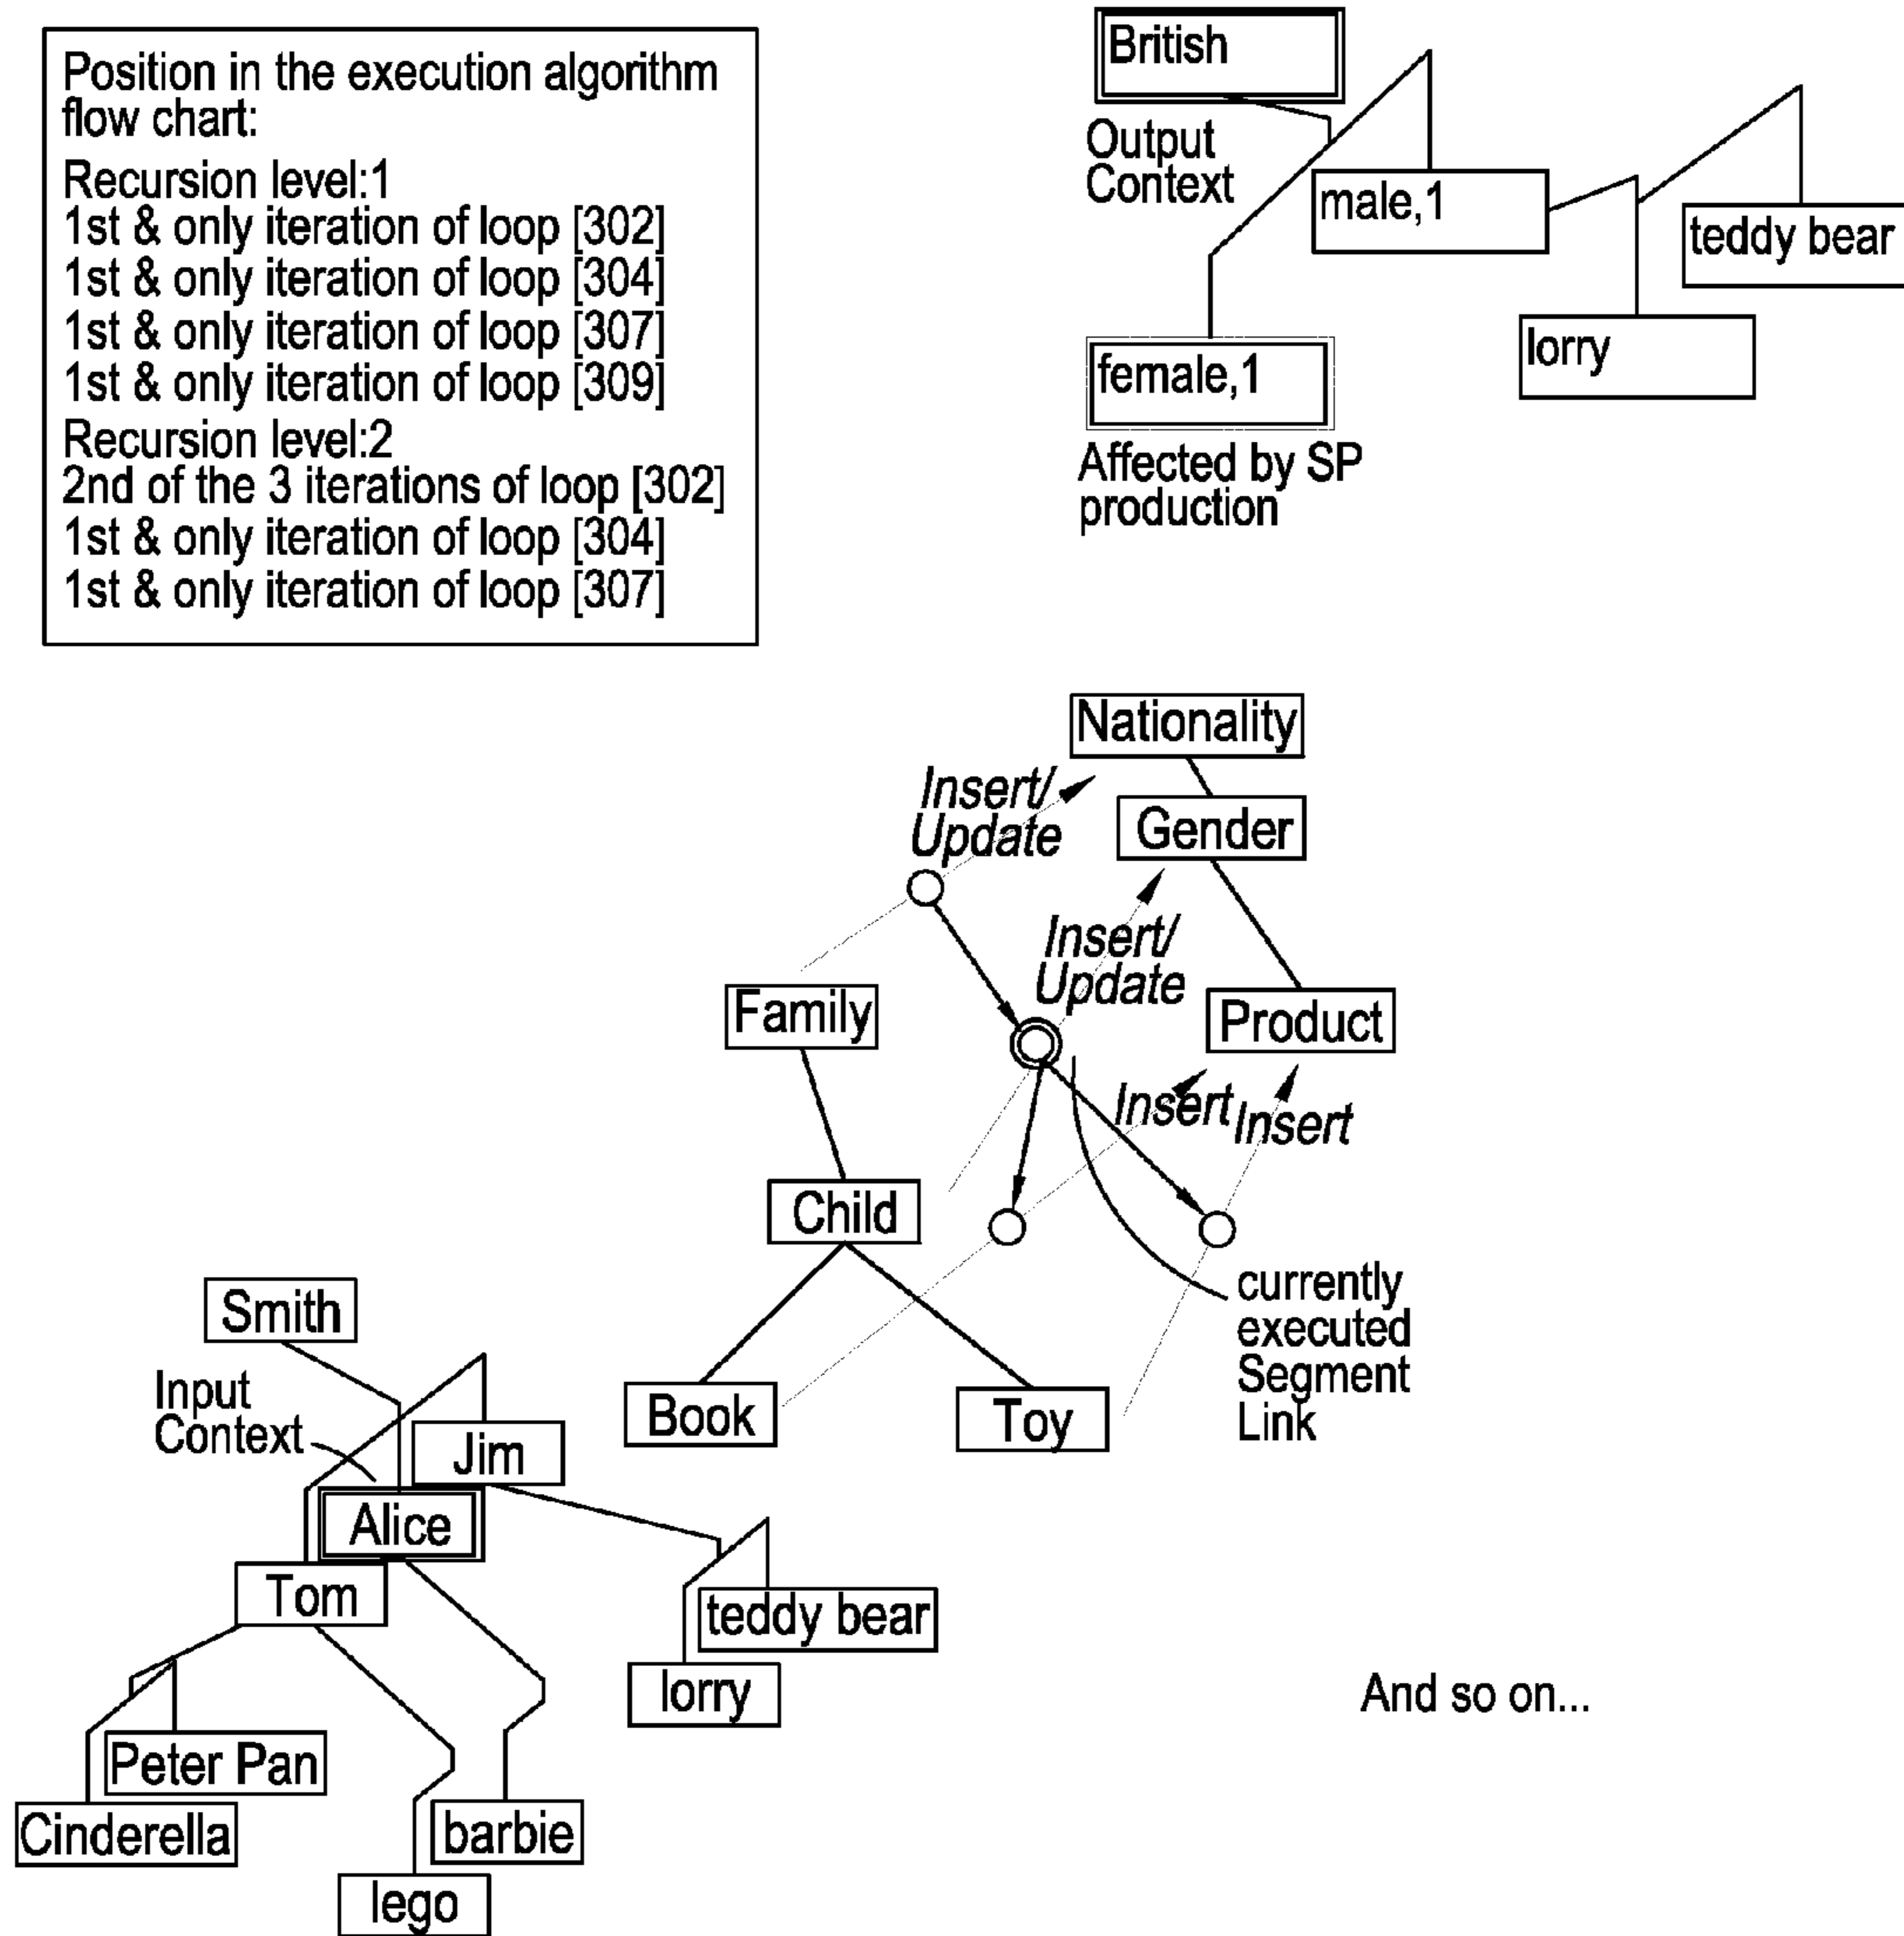 Position in the execution algorithm
flow chart:
Recursion level:1
1st & only iteration of loop [302]
1st & only iteration of loop [304]
1st & only iteration of loop [307]
1st & only iteration of loop [309]
Recursion level:2
2nd of the 3 iterations of loop [302]
1st & only iteration of loop [304]
1st & only iteration of loop [307]
British
Output
Context
male,1
teddy bear
lorry
female,1
Affected by SP
production
Nationality
Insert/
Update
Gender
Insert/
Update
Family
Product
Insert
Insert
Child
currently
executed
Segment
Link
Book
Toy
Smith
Input
Context
Jim
Alice
Tom
teddy bear
lorry
Peter Pan
Cinderella
barbie
lego
And so on...